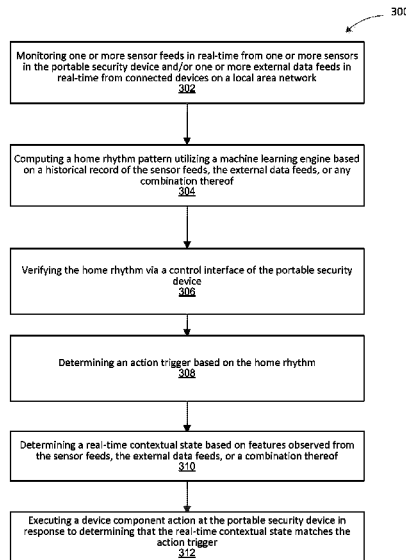 300
Monitoring one or more sensor feeds in real-time from one or more sensors
in the portable security device and/or one or more external data feeds in
real-time from connected devices on a local area network
302
Computing a home rhythm pattern utilizing a machine learning engine based
on a historical record of the sensor feeds, the external data feeds, or any
combination thereof
304
Verifying the home rhythm via a control interface of the portable security
device
306
Determining an action trigger based on the home rhythm
308
Determining a real-time contextual state based on features observed from
the sensor feeds, the external data feeds, or a combination thereof
310
Executing a device component action at the portable security device in
response to determining that the real-time contextual state matches the
action trigger
312